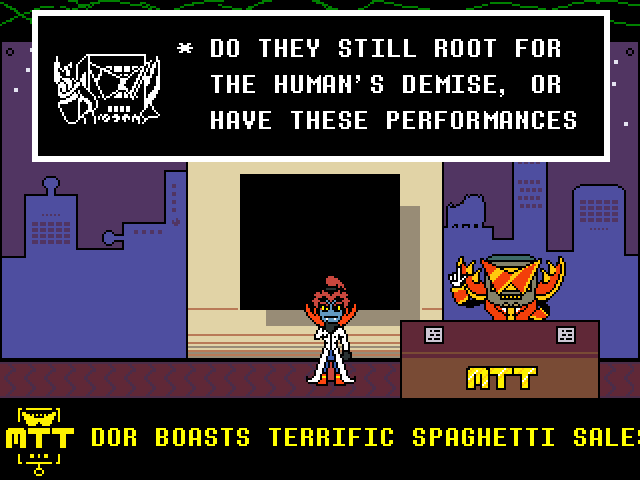 * DO THEY STILL ROOT FOR
THE HUMAN'S DEMISE, OR
HAVE THESE PERFORMANCES
MTT
MTT DOR BOASTS TERRIFIC SPAGHETTI SALES